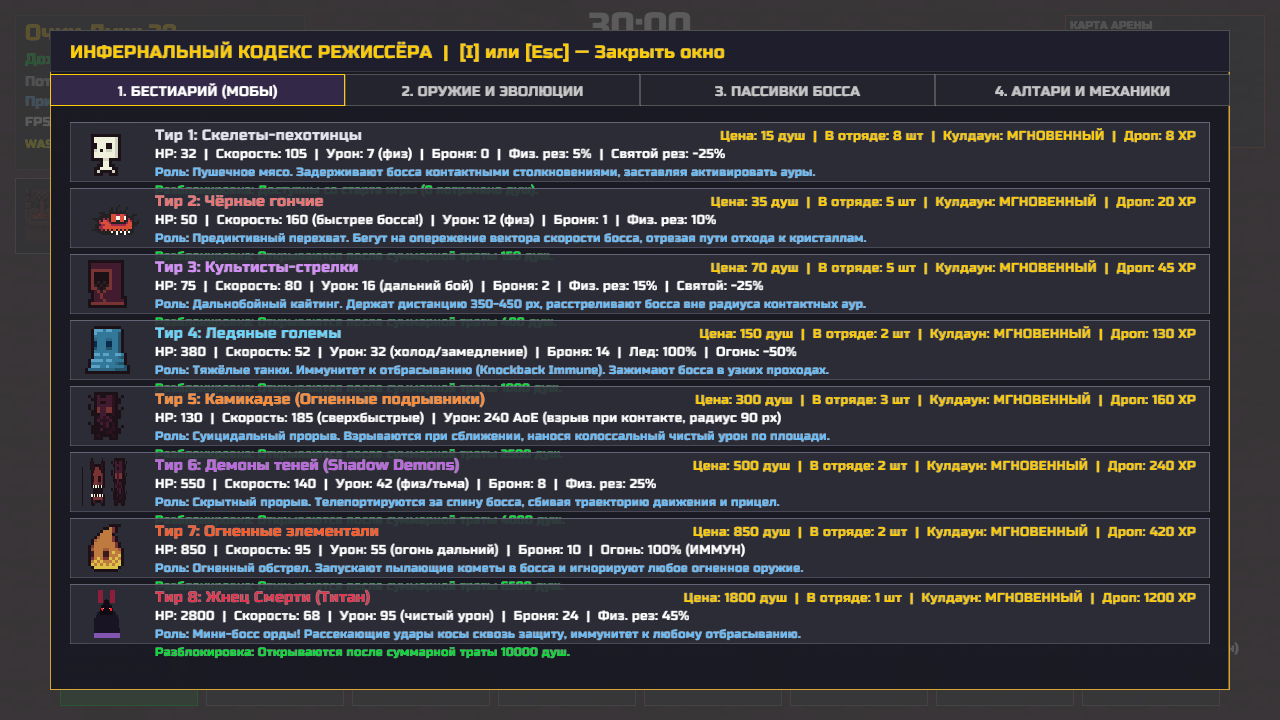 30:00
КАРТА АРЕНЫ
ИНФЕРНАЛЬНЫЙ КОДЕКС РЕЖИССЁРА | [I] или [Esc] — Закрыть окно
1. БЕСТИАРИЙ (МОБЫ)
2. ОРУЖИЕ И ЭВОЛЮЦИИ
3. ПАССИВКИ БОССА
4. АЛТАРИ И МЕХАНИКИ
Тир 1: Скелеты-пехотинцы
Цена: 15 душ | В отряде: 8 шт | Кулдаун: МГНОВЕННЫЙ | Дроп: 8 XP
HP: 32 | Скорость: 105 | Урон: 7 (физ) | Броня: 0 | Физ. рез: 5% | Святой рез: -25%
Роль: Пушечное мясо. Задерживают босса контактными столкновениями, заставляя активировать ауры.
Тир 2: Чёрные гончие
Цена: 35 душ | В отряде: 5 шт | Кулдаун: МГНОВЕННЫЙ | Дроп: 20 XP
HP: 50 | Скорость: 160 (быстрее босса!) | Урон: 12 (физ) | Броня: 1 | Физ. рез: 10%
Роль: Предиктивный перехват. Бегут на опережение вектора скорости босса, отрезая пути отхода к кристаллам.
Тир 3: Культисты-стрелки
Цена: 70 душ | В отряде: 5 шт | Кулдаун: МГНОВЕННЫЙ | Дроп: 45 XP
HP: 75 | Скорость: 80 | Урон: 16 (дальний бой) | Броня: 2 | Физ. рез: 15% | Святой: -25%
Роль: Дальнобойный кайтинг. Держат дистанцию 350-450 px, расстреливают босса вне радиуса контактных аур.
Тир 4: Ледяные големы
Цена: 150 душ | В отряде: 2 шт | Кулдаун: МГНОВЕННЫЙ | Дроп: 130 XP
HP: 380 | Скорость: 52 | Урон: 32 (холод/замедление) | Броня: 14 | Лед: 100% | Огонь: -50%
Роль: Тяжёлые танки. Иммунитет к отбрасыванию (Knockback Immune). Зажимают босса в узких проходах.
Тир 5: Камикадзе (Огненные подрывники)
Цена: 300 душ | В отряде: 3 шт | Кулдаун: МГНОВЕННЫЙ | Дроп: 160 XP
HP: 130 | Скорость: 185 (сверхбыстрые) | Урон: 240 AoE (взрыв при контакте, радиус 90 px)
Роль: Суицидальный прорыв. Взрываются при сближении, нанося колоссальный чистый урон по площади.
Тир 6: Демоны теней (Shadow Demons)
Цена: 500 душ | В отряде: 2 шт | Кулдаун: МГНОВЕННЫЙ | Дроп: 240 XP
HP: 550 | Скорость: 140 | Урон: 42 (физ/тьма) | Броня: 8 | Физ. рез: 25%
Роль: Скрытный прорыв. Телепортируются за спину босса, сбивая траекторию движения и прицел.
Тир 7: Огненные элементали
Цена: 850 душ | В отряде: 2 шт | Кулдаун: МГНОВЕННЫЙ | Дроп: 420 XP
HP: 850 | Скорость: 95 | Урон: 55 (огонь дальний) | Броня: 10 | Огонь: 100% (ИММУН)
Роль: Огненный обстрел. Запускают пылающие кометы в босса и игнорируют любое огненное оружие.
Тир 8: Жнец Смерти (Титан)
Цена: 1800 душ | В отряде: 1 шт | Кулдаун: МГНОВЕННЫЙ | Дроп: 1200 XP
HP: 2800 | Скорость: 68 | Урон: 95 (чистый урон) | Броня: 24 | Физ. рез: 45%
Роль: Мини-босс орды! Рассекающие удары косы сквозь защиту, иммунитет к любому отбрасыванию.
Разблокировка: Открываются после суммарной траты 10000 душ.